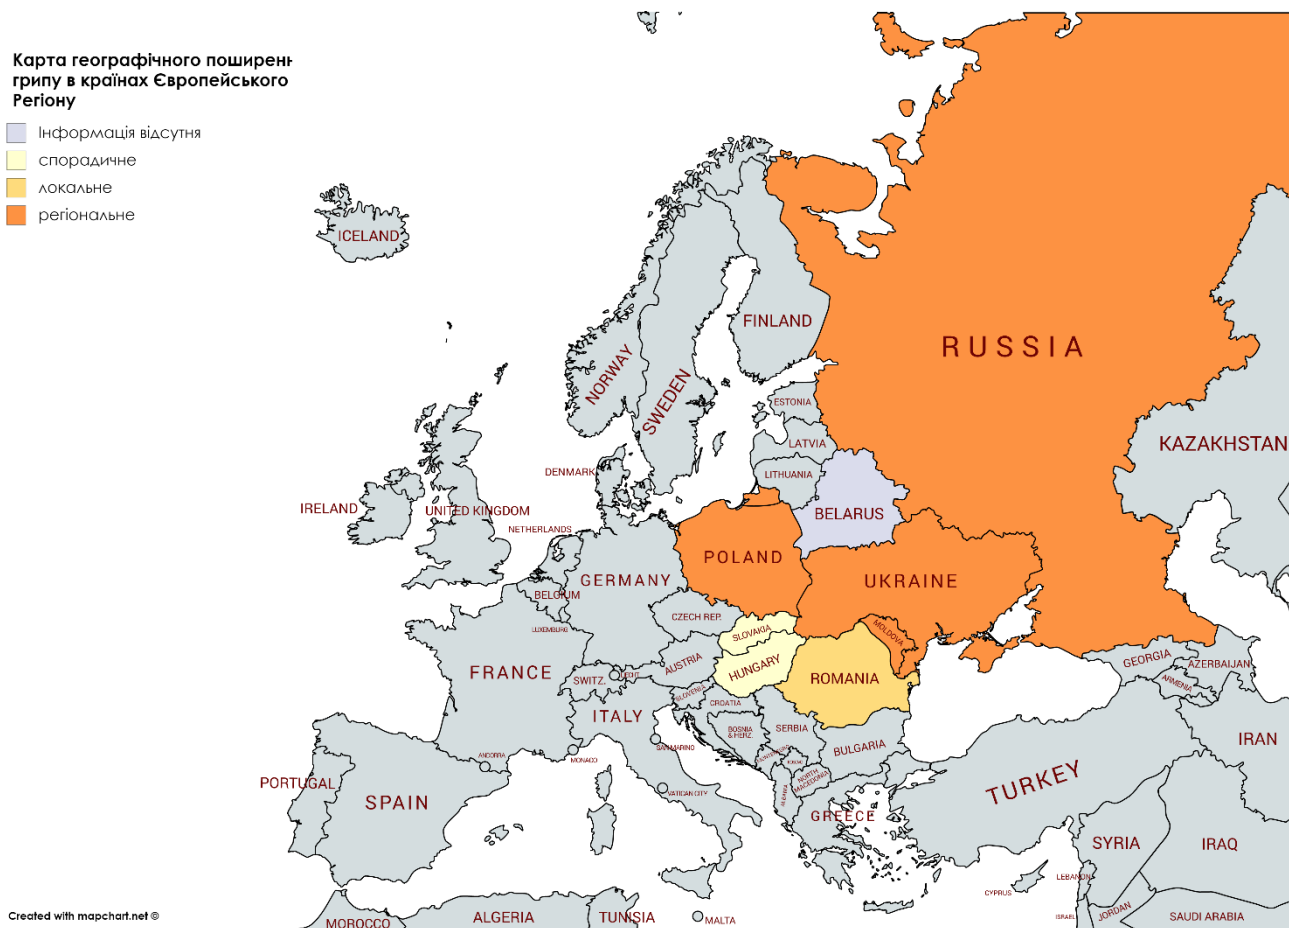 Карта географічного поширенн
грипу в країнах Європейського
Регіону
Інформація відсутня
спорадичне
локальне
регіональне
ICELAND
NORWAY
SWEDEN
FINLAND
RUSSIA
ESTONIA
LATVIA
LITHUANIA
KAZAKHSTAN
DENMARK
IRELAND
UNITED KINGDOM
NETHERLANDS
BELARUS
POLAND
GERMANY
UKRAINE
BELGIUM
LUXEMBURG
CZECH REP.
SLOVAKIA
MOLDOVA
FRANCE
SWITZ.
LIECHT.
AUSTRIA
HUNGARY
ROMANIA
GEORGIA
AZERBAIJAN
ARMENIA
SLOVENIA
CROATIA
ITALY
BOSNIA
& HERZ.
SERBIA
BULGARIA
SAN MARINO
MONACO
ANDORRA
NORTH
MACEDONIA
IRAN
PORTUGAL
SPAIN
VATICAN CITY
ALBANIA
GREECE
TURKEY
SYRIA
IRAQ
LEBANON
CYPRUS
ISRAEL
JORDAN
SAUDI ARABIA
MOROCCO
ALGERIA
TUNISIA
MALTA
Created with mapchart.net ©